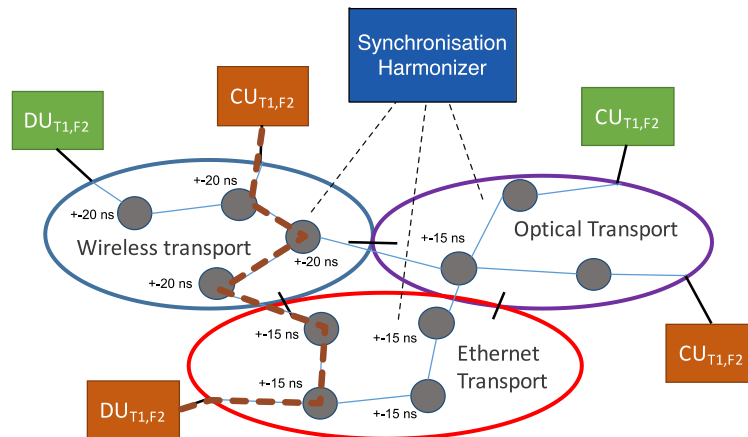 Synchronisation
Harmonizer
CU_T1,F2
DU_T1,F2
CU_T1,F2
+-20 ns
+-20 ns
Wireless transport
+-20 ns
+-20 ns
+-15 ns
Optical Transport
+-15 ns
+-15 ns
Ethernet
Transport
CU_T1,F2
+-15 ns
+-15 ns
DU_T1,F2